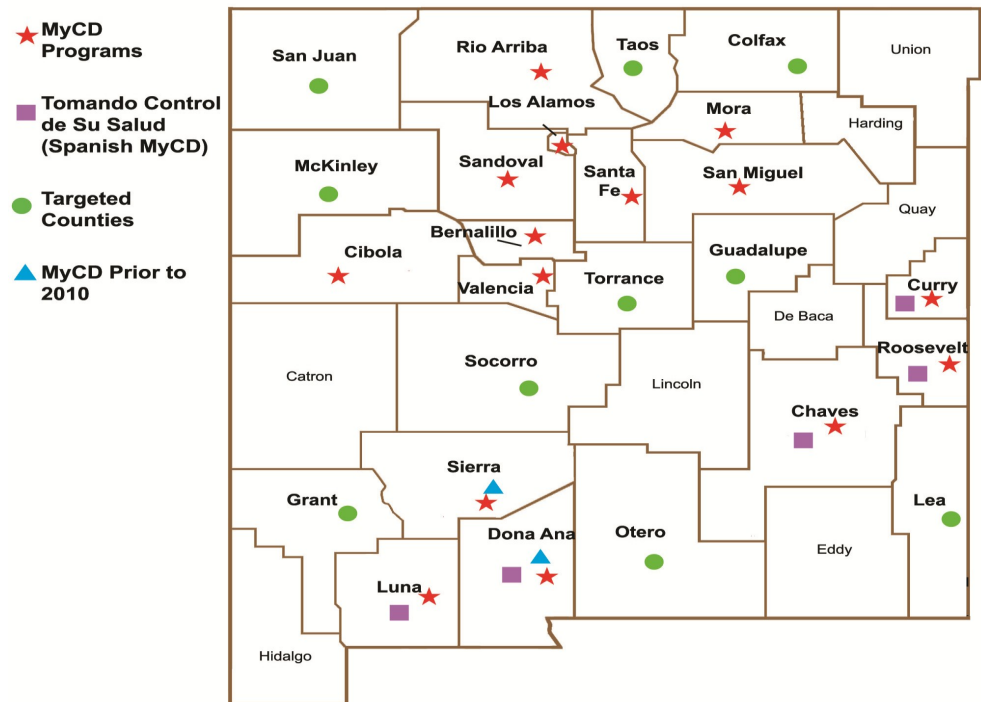 MyCD
Programs
Tomando Control
de Su Salud
(Spanish MyCD)
Targeted
Counties
MyCD Prior to
2010
San Juan
Rio Arriba
Taos
Colfax
Union
Los Alamos
Mora
Harding
McKinley
Sandoval
Santa
Fe
San Miguel
Quay
Bernalillo
Cibola
Guadalupe
Valencia
Torrance
Curry
De Baca
Roosevelt
Catron
Socorro
Lincoln
Chaves
Sierra
Grant
Lea
Dona Ana
Otero
Eddy
Luna
Hidalgo